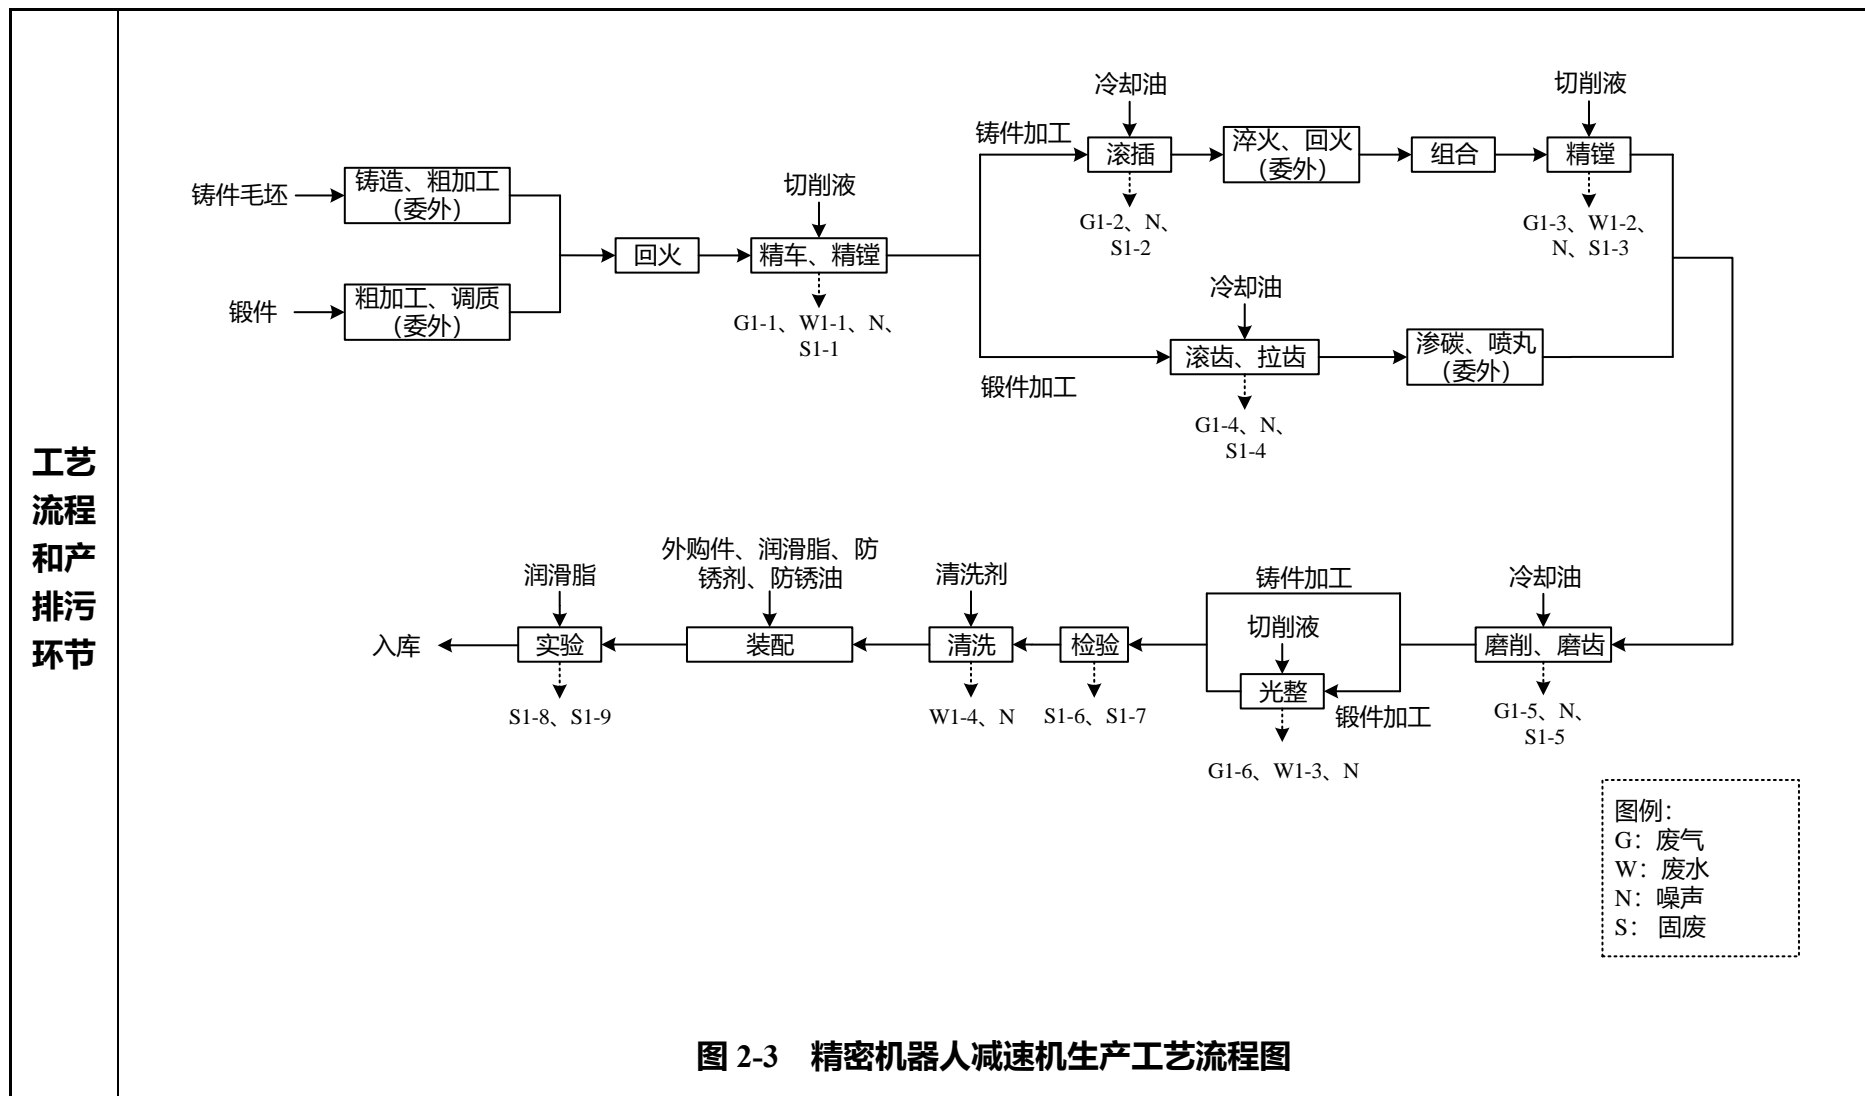 工艺
流程
和产
排污
环节
铸件毛坯
铸造、粗加工
（委外）
锻件
粗加工、调质
（委外）
回火
切削液
精车、精镗
G1-1、W1-1、N、
S1-1
铸件加工
冷却油
滚插
G1-2、N、
S1-2
淬火、回火
（委外）
组合
切削液
精镗
G1-3、W1-2、
N、S1-3
锻件加工
冷却油
滚齿、拉齿
G1-4、N、
S1-4
渗碳、喷丸
（委外）
冷却油
磨削、磨齿
G1-5、N、
S1-5
铸件加工
切削液
光整
锻件加工
G1-6、W1-3、N
检验
S1-6、S1-7
清洗剂
清洗
W1-4、N
外购件、润滑脂、防
锈剂、防锈油
装配
润滑脂
实验
S1-8、S1-9
入库
图例：
G：废气
W：废水
N：噪声
S： 固废
图 2-3 精密机器人减速机生产工艺流程图